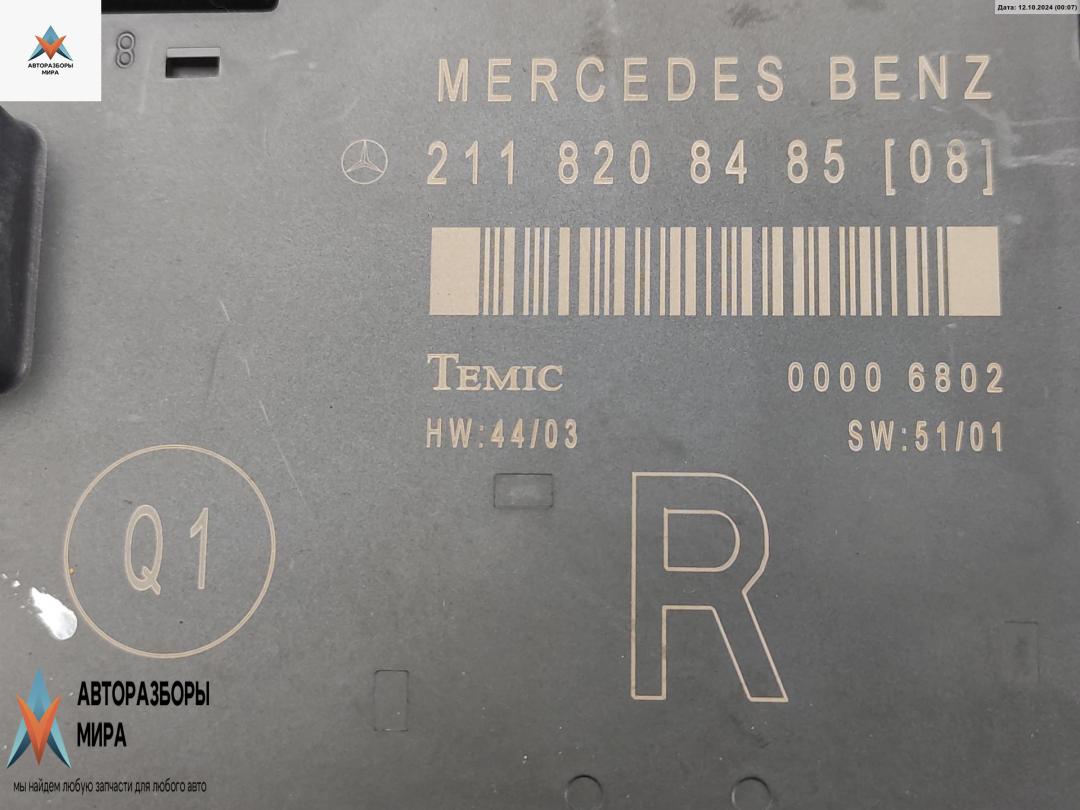 Дата: 12.10.2024 (00:07)
АВТОРАЗБОРЫ
МИРА
8
MERCEDES BENZ
211 820 84 85 [08]
TEMIC 0000 6802
HW:44/03 SW:51/01
Q1
R
АВТОРАЗБОРЫ
МИРА
мы найдем любую запчасти для любого авто